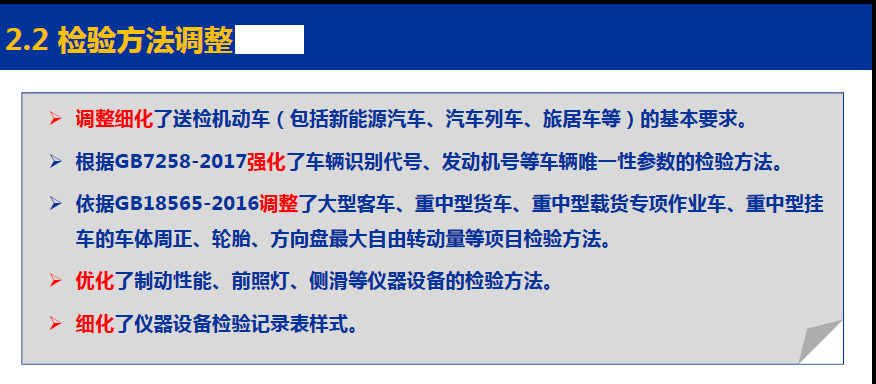 2.2 检验方法调整
调整细化了送检机动车（包括新能源汽车、汽车列车、旅居车等）的基本要求。
根据GB7258-2017强化了车辆识别代号、发动机号等车辆唯一性参数的检验方法。
依据GB18565-2016调整了大型客车、重中型货车、重中型载货专项作业车、重中型挂
车的车体周正、轮胎、方向盘最大自由转动量等项目检验方法。
优化了制动性能、前照灯、侧滑等仪器设备的检验方法。
细化了仪器设备检验记录表样式。